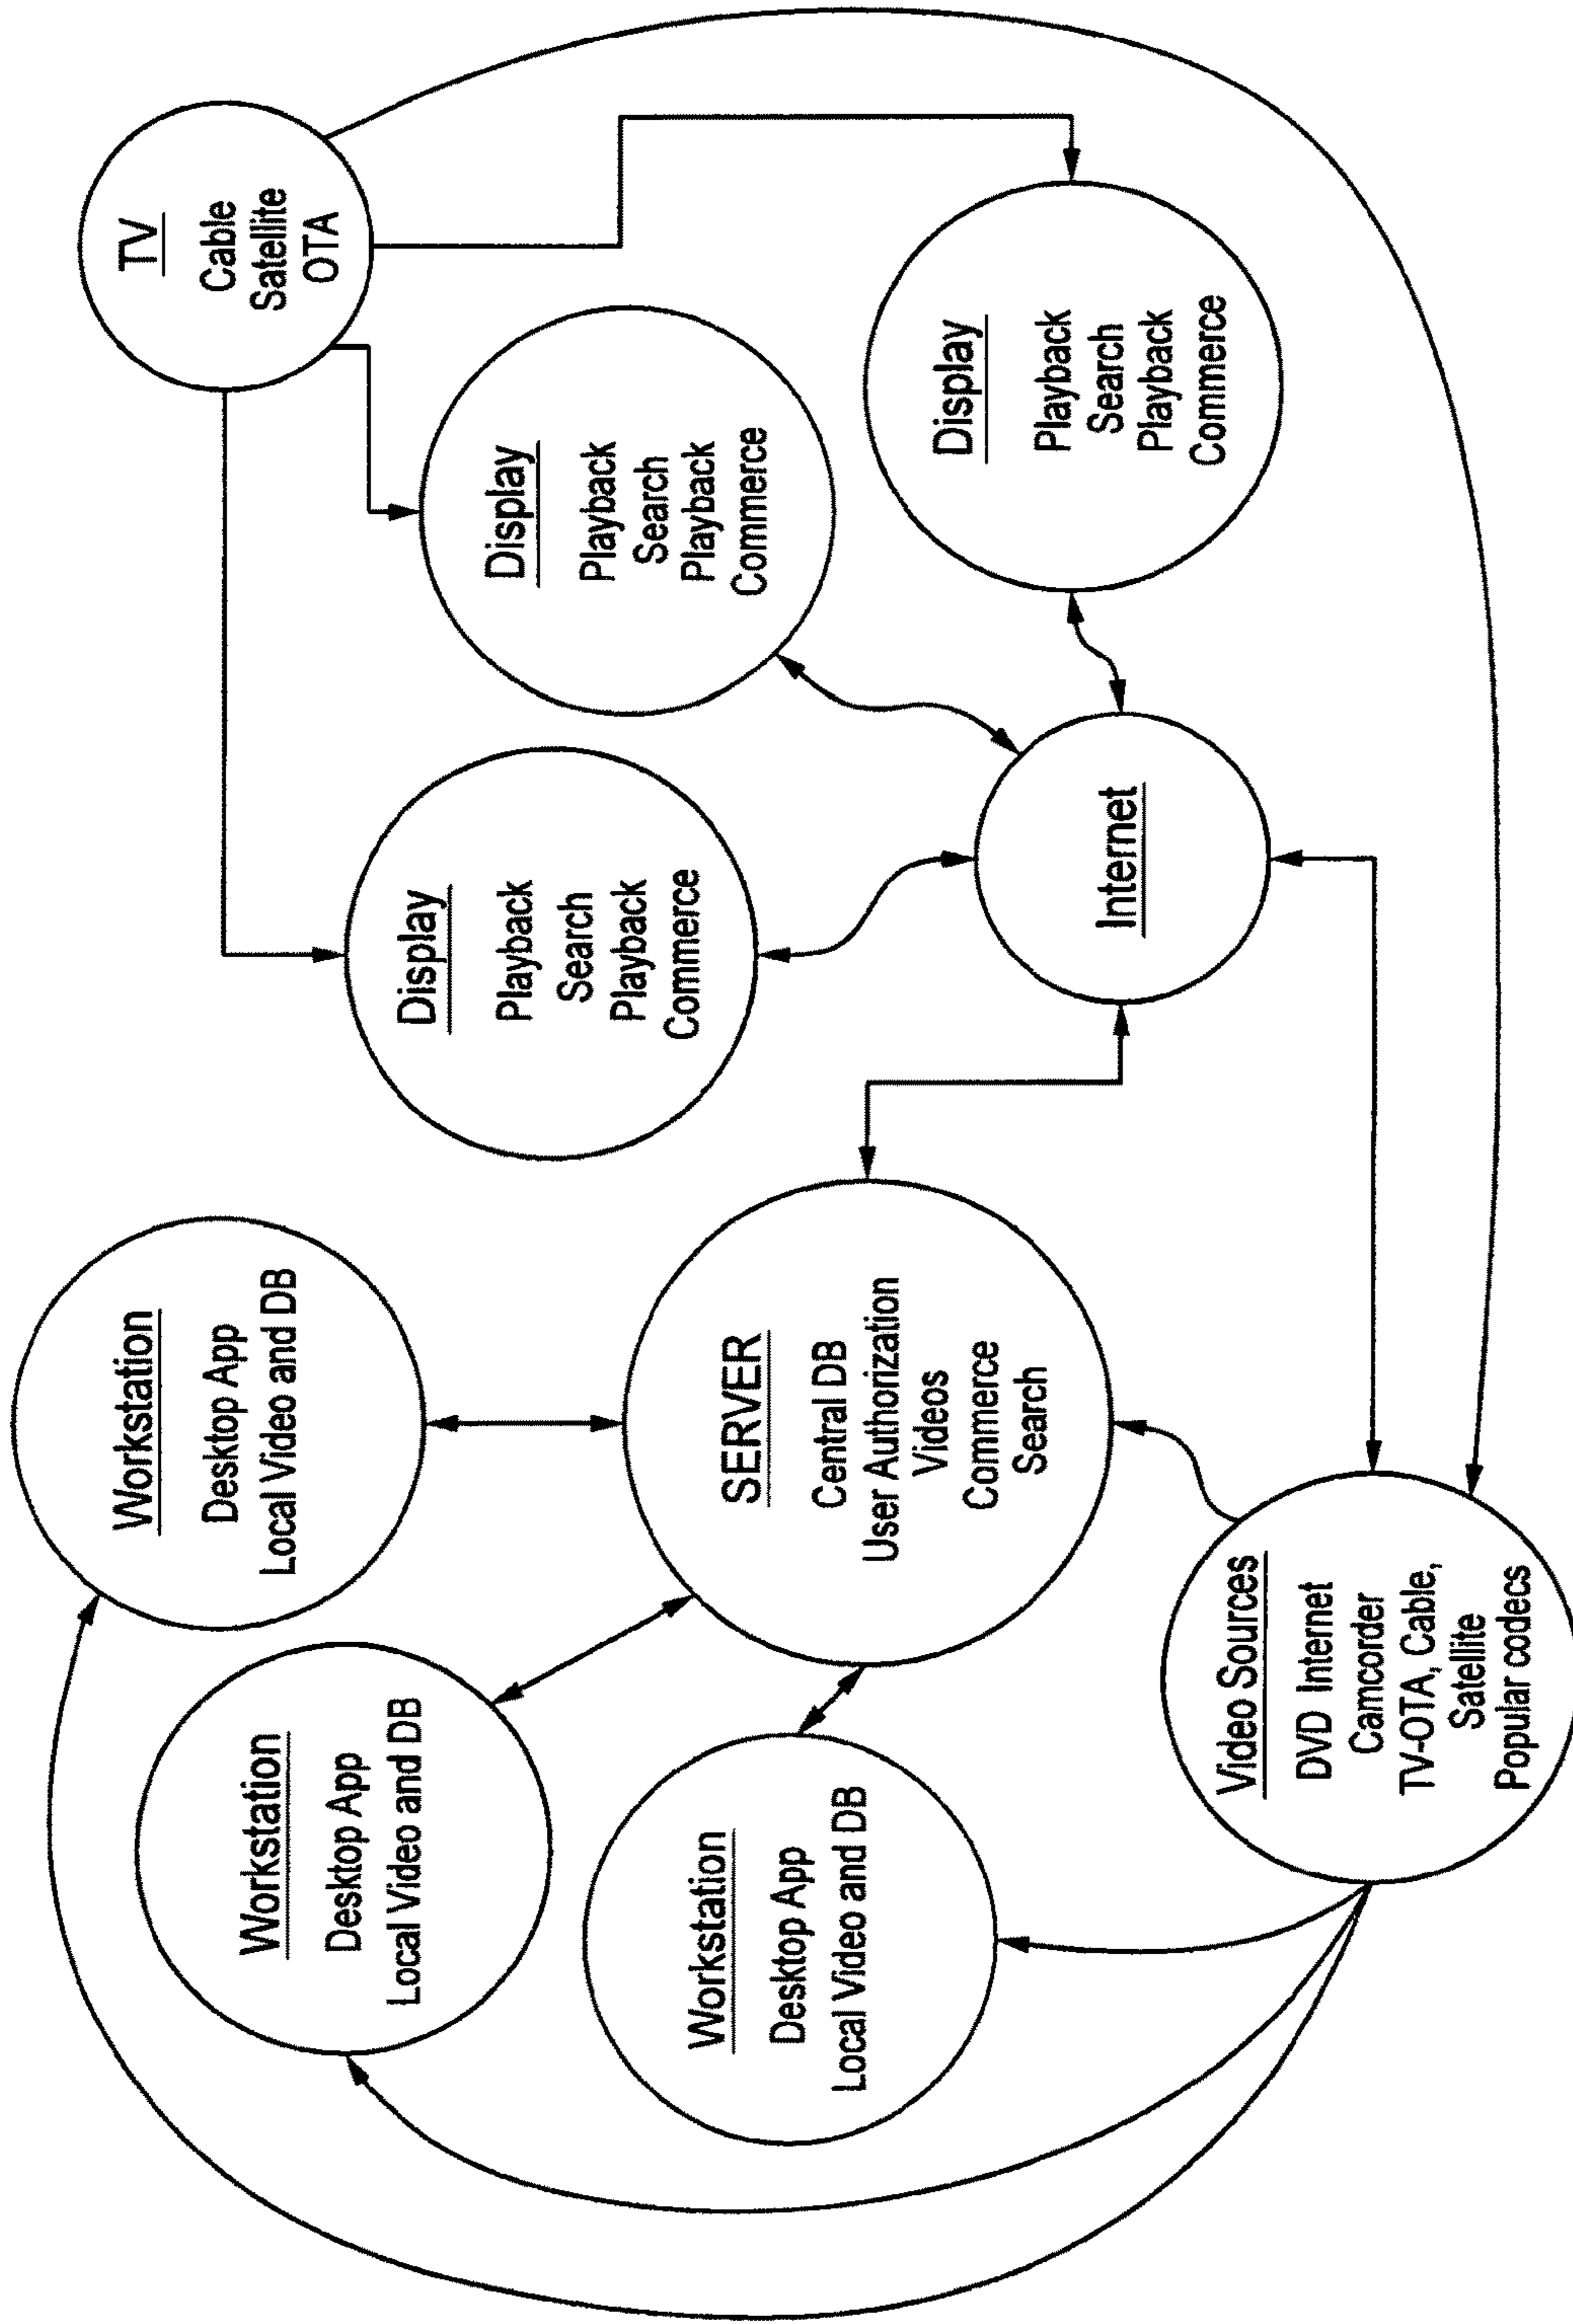 Workstation
Desktop App
Local Video and DB
Workstation
Desktop App
Local Video and DB
Workstation
Desktop App
Local Video and DB
SERVER
Central DB
User Authorization
Videos
Commerce
Search
Video Sources
DVD Internet
Camcorder
TV-OTA, Cable,
Satellite
Popular codecs
TV
Cable
Satellite
OTA
Display
Playback
Search
Playback
Commerce
Display
Playback
Search
Playback
Commerce
Display
Playback
Search
Playback
Commerce
Internet